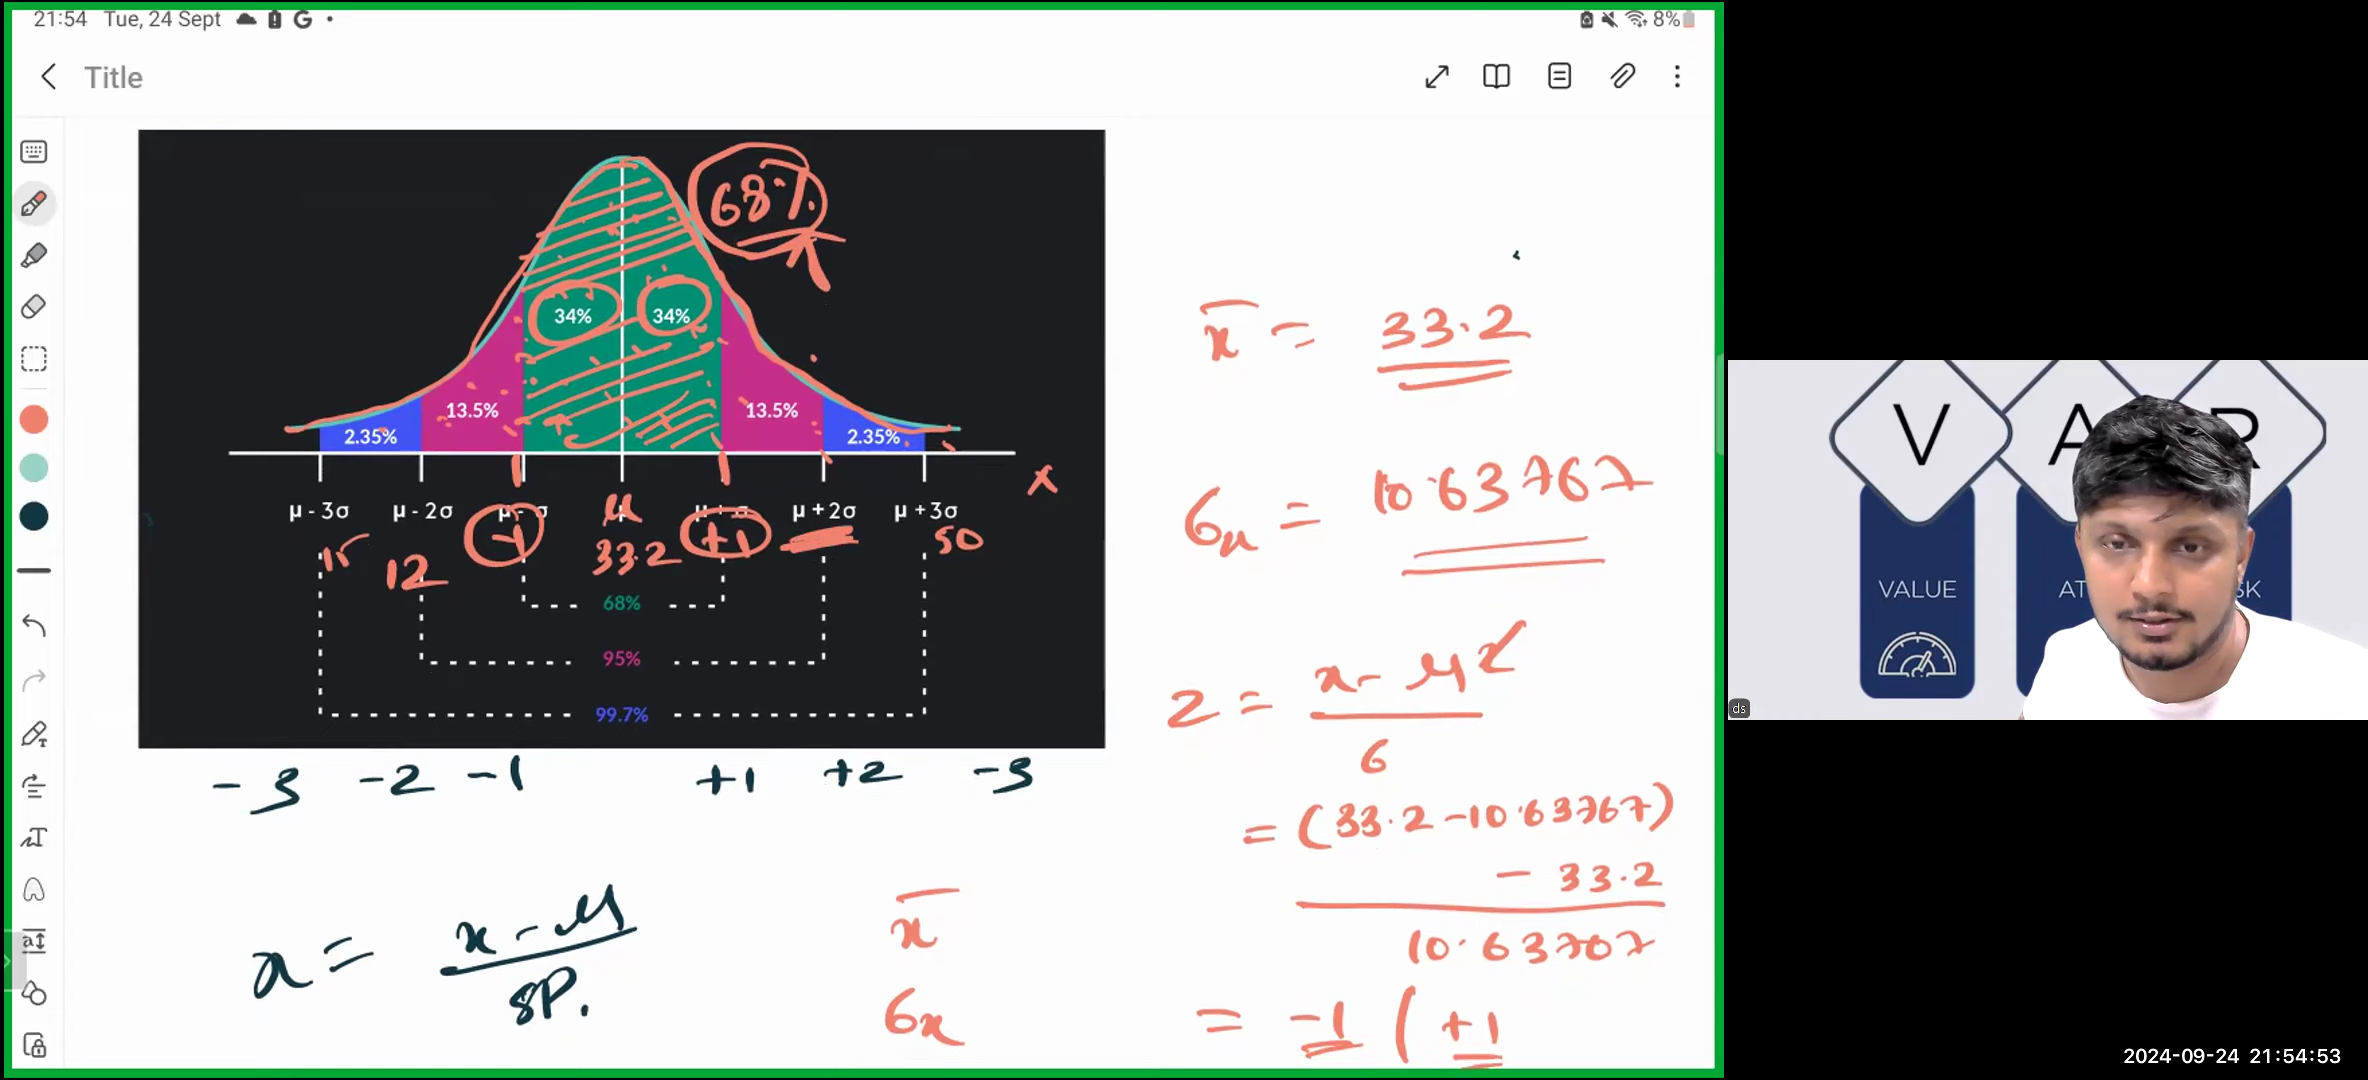 21:54 Tue, 24 Sept G
8%
Title
68%
34% 34%
13.5% 13.5%
2.35% 2.35%
x
μ - 3σ μ - 2σ μ - σ μ μ + σ μ + 2σ μ + 3σ
15 12 -1 33.2 +1 50
68%
95%
99.7%
-3 -2 -1 +1 +2 -3
x̄ = 33.2
σx = 10.63767
z = x - μ
σ
= (33.2 - 10.63767)
- 33.2
10.63767
= -1 ( +1
x - μ
SD.
x̄
σx
V A R
VALUE AT SK
ds
2024-09-24 21:54:53